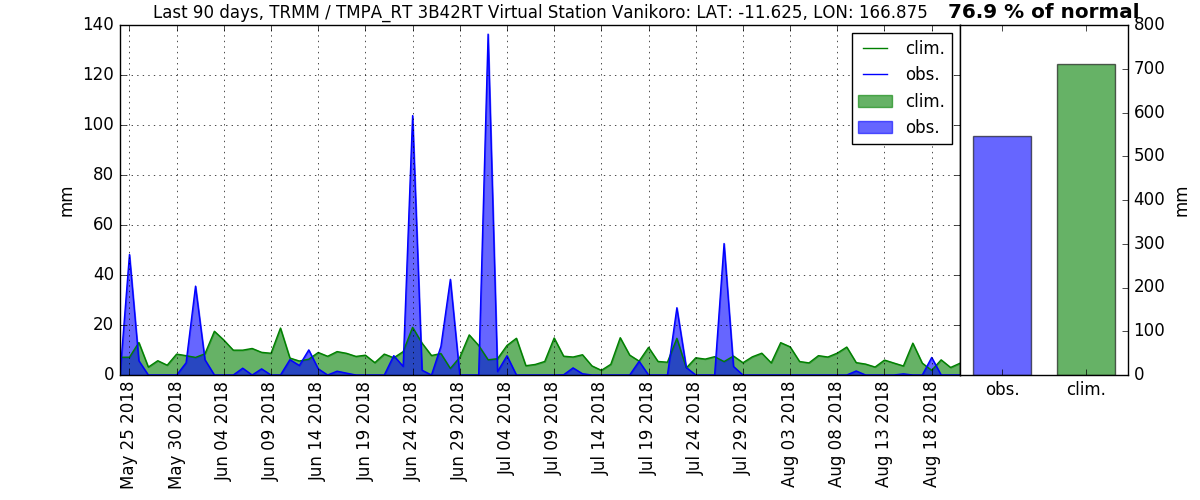 Last 90 days, TRMM / TMPA_RT 3B42RT Virtual Station Vanikoro: LAT: -11.625, LON: 166.875
76.9 % of normal
140
120
100
80
60
40
20
0
mm
clim.
obs.
clim.
obs.
May 25 2018
May 30 2018
Jun 04 2018
Jun 09 2018
Jun 14 2018
Jun 19 2018
Jun 24 2018
Jun 29 2018
Jul 04 2018
Jul 09 2018
Jul 14 2018
Jul 19 2018
Jul 24 2018
Jul 29 2018
Aug 03 2018
Aug 08 2018
Aug 13 2018
Aug 18 2018
800
700
600
500
400
300
200
100
0
mm
obs.
clim.